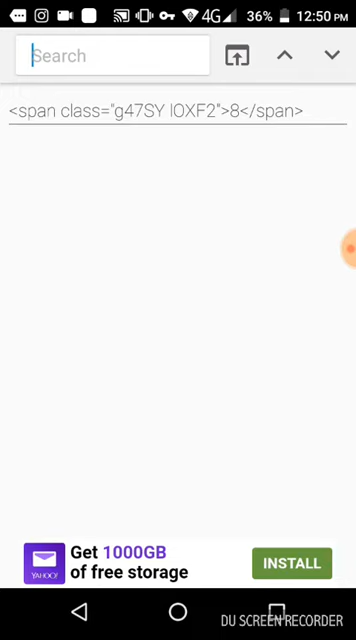 4G 36% 12:50 PM
Search
<span class="g47SY lOXF2">8</span>
Get 1000GB
of free storage
YAHOO!
INSTALL
DU SCREEN RECORDER